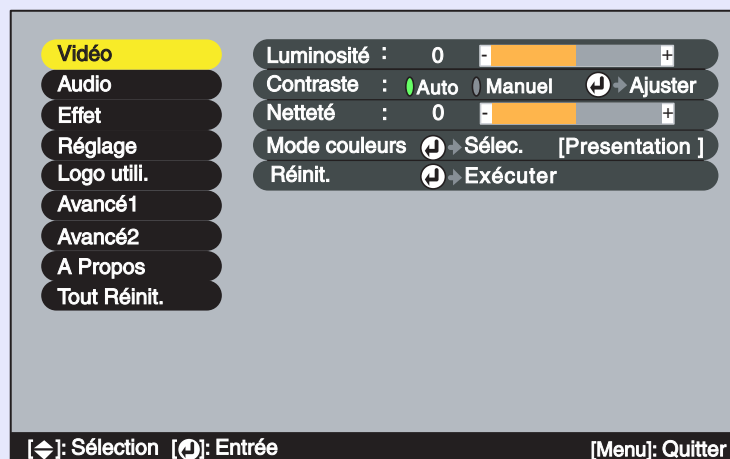 Vidéo
Audio
Effet
Réglage
Logo utili.
Avancé1
Avancé2
A Propos
Tout Réinit.
Luminosité : 0 - +
Contraste : Auto Manuel Ajuster
Netteté : 0 - +
Mode couleurs Sélec. [Presentation ]
Réinit. Exécuter
[ ]: Sélection [ ]: Entrée [Menu]: Quitter